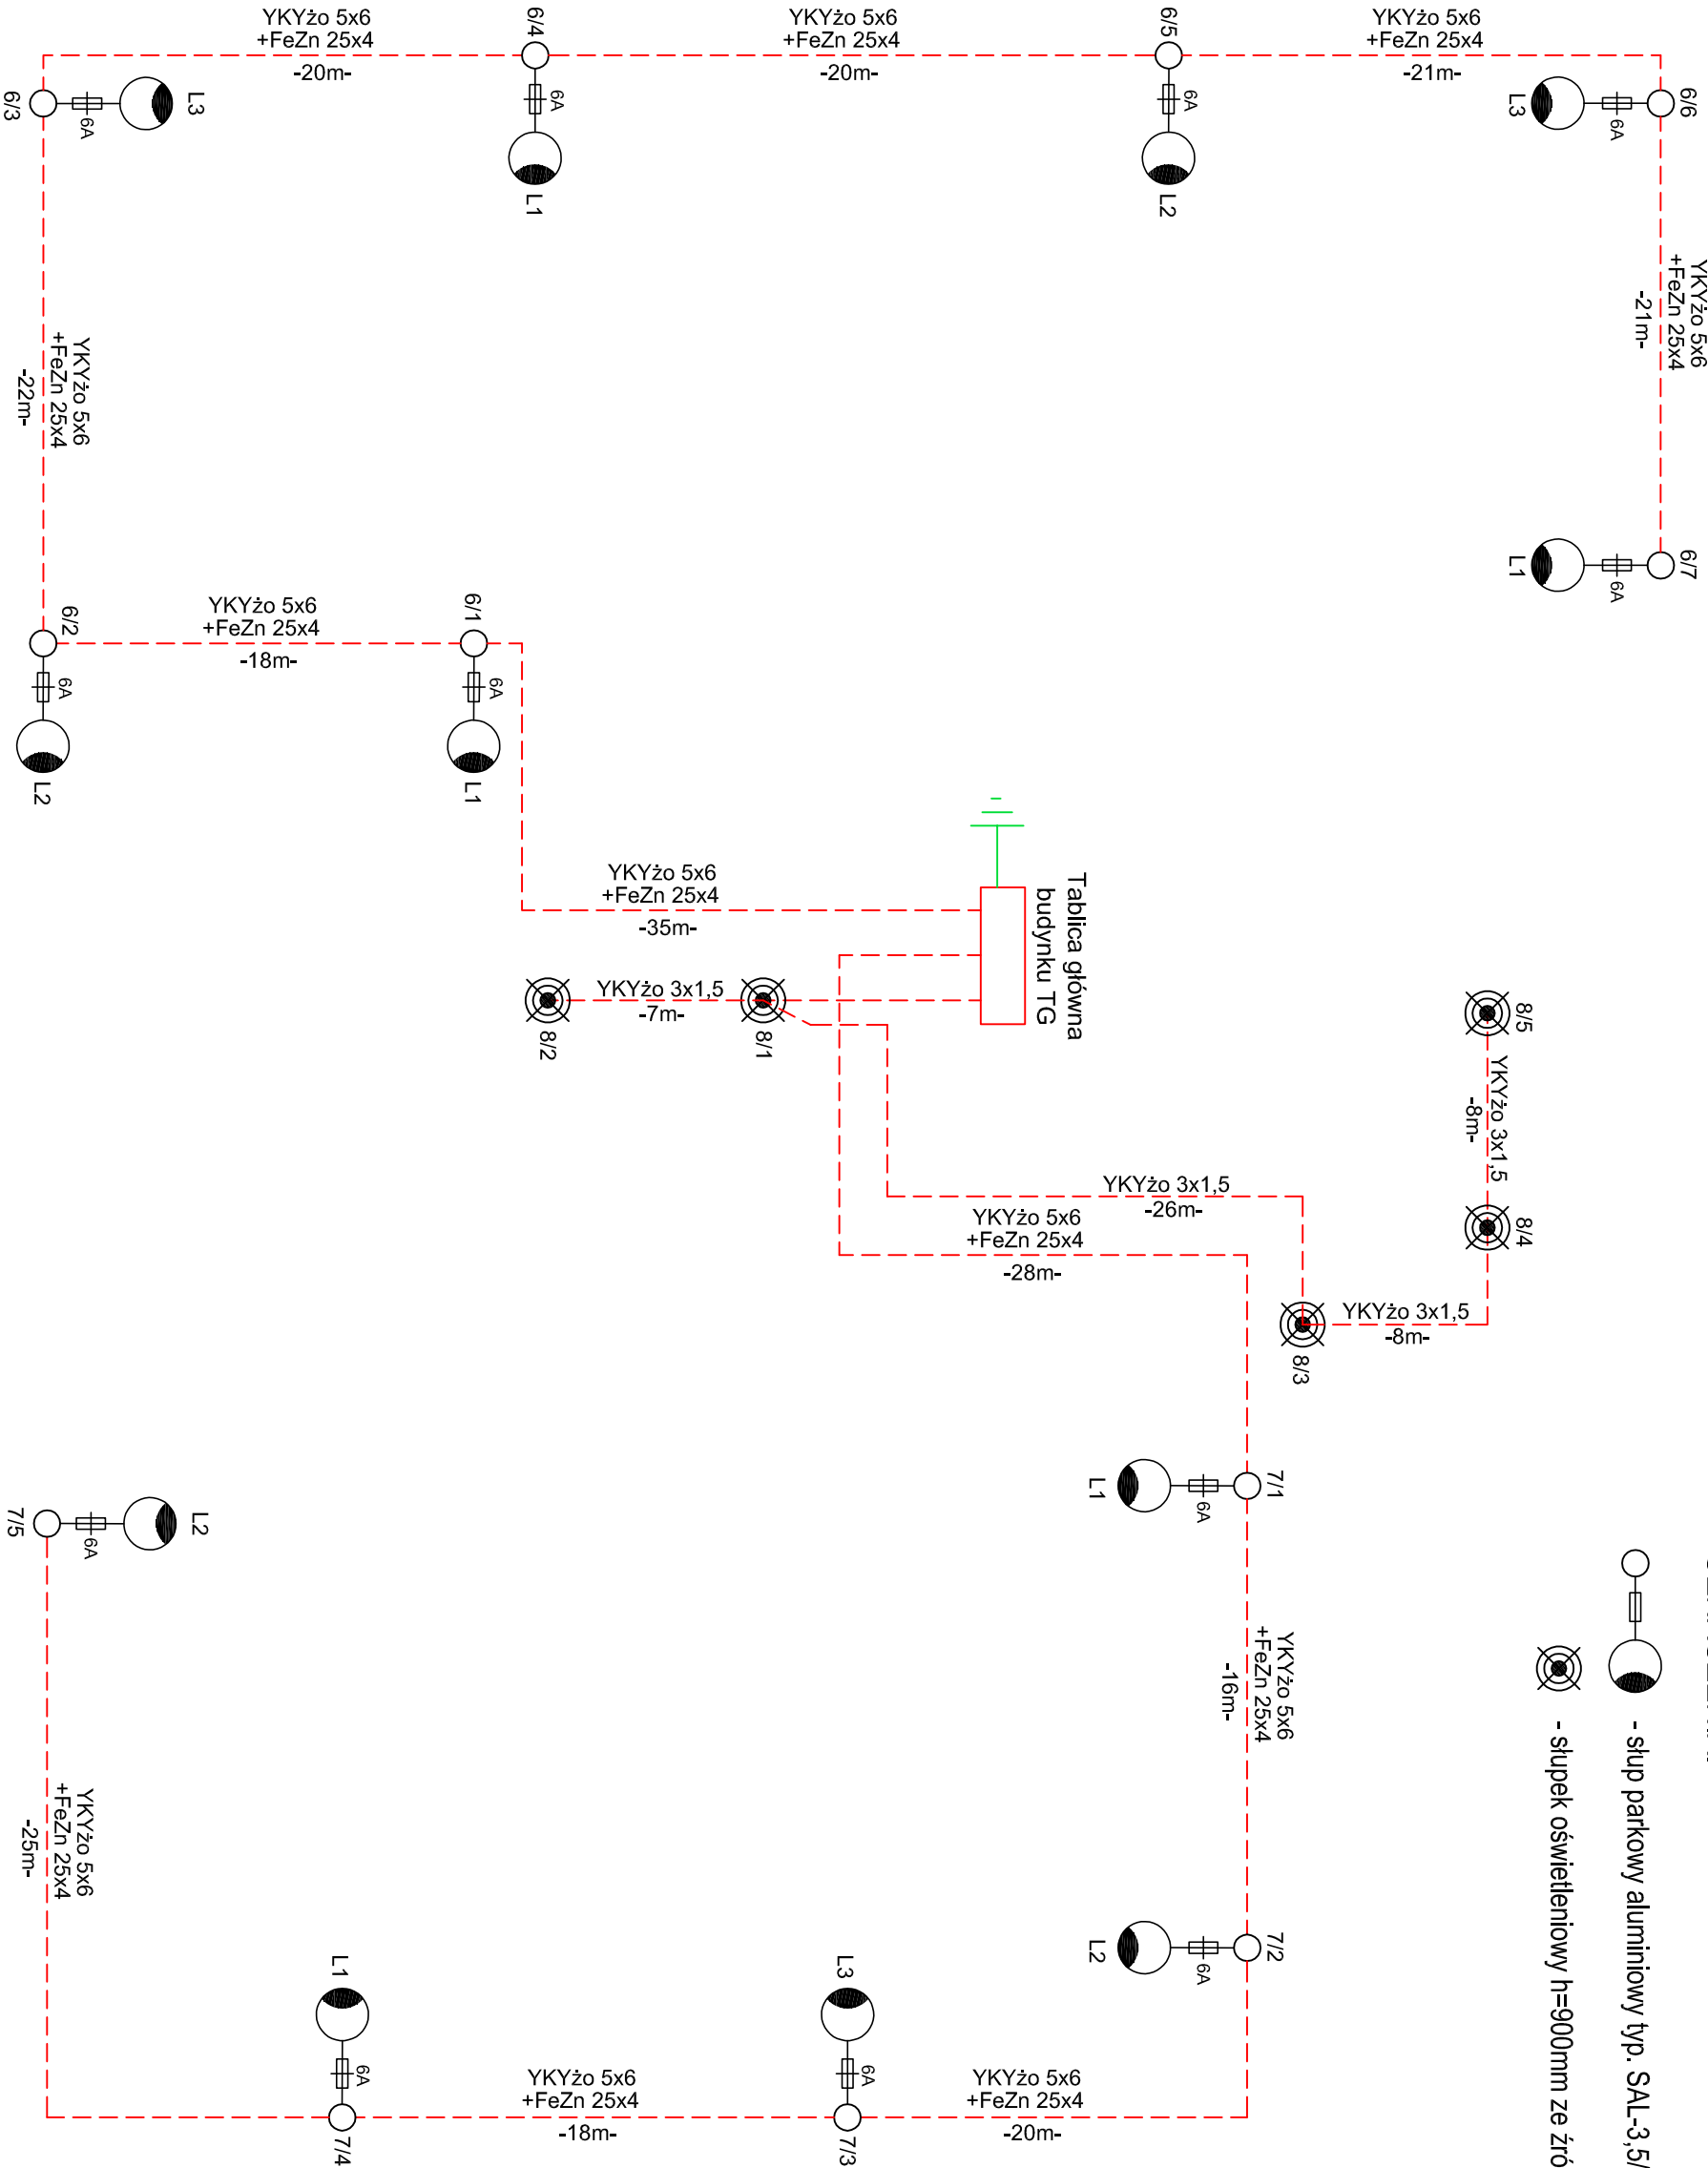 YKYżo 5x6
+FeZn 25x4
-20m-
6/4
YKYżo 5x6
+FeZn 25x4
-20m-
6/5
YKYżo 5x6
+FeZn 25x4
-21m-
6/3
6A
L3
6A
L1
6A
L2
L3
6A
6/6
YKYżo 5x6
+FeZn 25x4
-21m-
L1
6A
6/7
YKYżo 5x6
+FeZn 25x4
-22m-
6/2
YKYżo 5x6
+FeZn 25x4
-18m-
6/1
6A
L2
6A
L1
YKYżo 5x6
+FeZn 25x4
-35m-
Tablica główna
budynku TG
YKYżo 3x1,5
-7m-
8/2
8/1
8/5
YKYżo 3x1,5
-8m-
8/4
YKYżo 3x1,5
-26m-
YKYżo 5x6
+FeZn 25x4
-28m-
YKYżo 3x1,5
-8m-
8/3
L1
6A
7/1
YKYżo 5x6
+FeZn 25x4
-16m-
L2
6A
7/2
7/5
6A
L2
YKYżo 5x6
+FeZn 25x4
-25m-
L1
6A
7/4
YKYżo 5x6
+FeZn 25x4
-18m-
L3
6A
7/3
YKYżo 5x6
+FeZn 25x4
-20m-
- słup parkowy aluminiowy typ. SAL-3,5/
- słupek oświetleniowy h=900mm ze źró